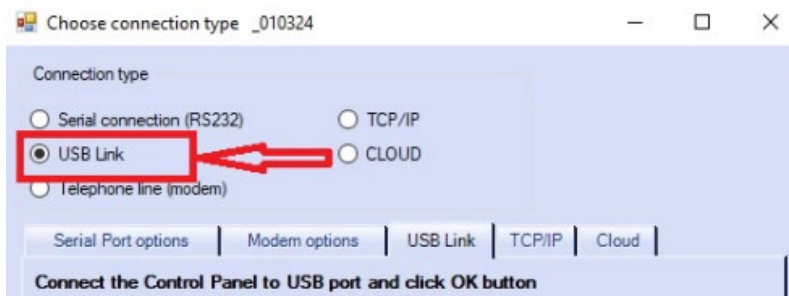 Choose connection type _010324
Connection type
Serial connection (RS232) TCP/IP
USB Link CLOUD
Telephone line (modem)
Serial Port options Modem options USB Link TCP/IP Cloud
Connect the Control Panel to USB port and click OK button